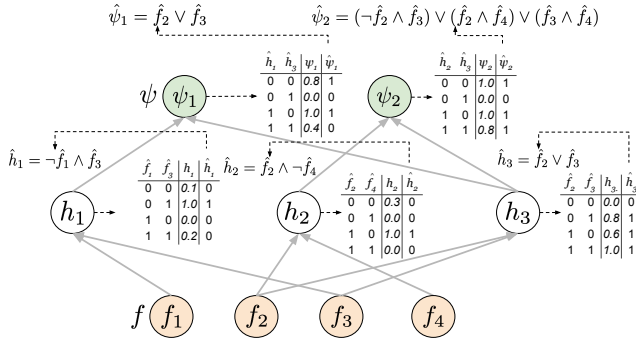 ψ̂₁ = f̂₂ ∨ f̂₃
ψ̂₂ = (¬f̂₂ ∧ f̂₃) ∨ (f̂₂ ∧ f̂₄) ∨ (f̂₃ ∧ f̂₄)
ψ ψ₁
ĥ₁ ĥ₃ ψ₁ ψ̂₁
0 0 0.8 1
0 1 0.0 0
1 0 1.0 1
1 1 0.4 0
ψ₂
ĥ₂ ĥ₃ ψ₂ ψ̂₂
0 0 1.0 1
0 1 0.0 0
1 0 1.0 1
1 1 0.8 1
ĥ₁ = ¬f̂₁ ∧ f̂₃
h₁
f̂₁ f̂₃ h₁ ĥ₁
0 0 0.1 0
0 1 1.0 1
1 0 0.0 0
1 1 0.2 0
ĥ₂ = f̂₂ ∧ ¬f̂₄
h₂
f̂₂ f̂₄ h₂ ĥ₂
0 0 0.3 0
0 1 0.0 0
1 0 1.0 1
1 1 0.0 0
ĥ₃ = f̂₂ ∨ f̂₃
h₃
f̂₂ f̂₃ h₃ ĥ₃
0 0 0.0 0
0 1 0.8 1
1 0 0.6 1
1 1 1.0 1
f f₁ f₂ f₃ f₄